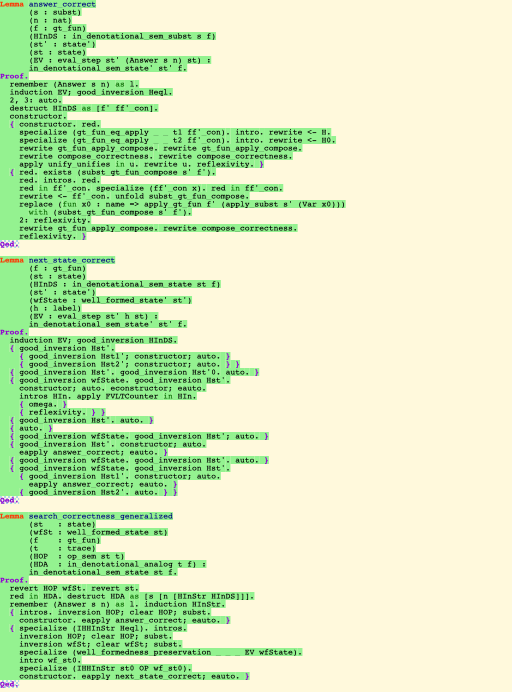 Lemma answer_correct
(s : subst)
(n : nat)
(f : gt_fun)
(HInDS : in_denotational_sem_subst s f)
(st' : state')
(st : state)
(EV : eval_step st' (Answer s n) st) :
in_denotational_sem_state' st' f.
Proof.
remember (Answer s n) as l.
induction EV; good_inversion Heql.
2, 3: auto.
destruct HInDS as [f' ff'_con].
constructor.
{ constructor. red.
specialize (gt_fun_eq_apply _ _ t1 ff'_con). intro. rewrite <- H.
specialize (gt_fun_eq_apply _ _ t2 ff'_con). intro. rewrite <- H0.
rewrite gt_fun_apply_compose. rewrite gt_fun_apply_compose.
rewrite compose_correctness. rewrite compose_correctness.
apply unify_unifies in u. rewrite u. reflexivity. }
{ red. exists (subst_gt_fun_compose s' f').
red. intros. red.
red in ff'_con. specialize (ff'_con x). red in ff'_con.
rewrite <- ff'_con. unfold subst_gt_fun_compose.
replace (fun x0 : name => apply_gt_fun f' (apply_subst s' (Var x0)))
with (subst_gt_fun_compose s' f').
2: reflexivity.
rewrite gt_fun_apply_compose. rewrite compose_correctness.
reflexivity. }
Qed.
Lemma next_state_correct
(f : gt_fun)
(st : state)
(HInDS : in_denotational_sem_state st f)
(st' : state')
(wfState : well_formed_state' st')
(h : label)
(EV : eval_step st' h st) :
in_denotational_sem_state' st' f.
Proof.
induction EV; good_inversion HInDS.
{ good_inversion Hst'.
{ good_inversion Hst1'; constructor; auto. }
{ good_inversion Hst2'; constructor; auto. } }
{ good_inversion Hst'. good_inversion Hst'0. auto. }
{ good_inversion wfState. good_inversion Hst'.
constructor; auto. econstructor; eauto.
intros HIn. apply FVLTCounter in HIn.
{ omega. }
{ reflexivity. } }
{ good_inversion Hst'. auto. }
{ auto. }
{ good_inversion wfState. good_inversion Hst'; auto. }
{ good_inversion Hst'. constructor; auto.
eapply answer_correct; eauto. }
{ good_inversion wfState. good_inversion Hst'; auto. }
{ good_inversion wfState. good_inversion Hst'.
{ good_inversion Hst1'. constructor; auto.
eapply answer_correct; eauto. }
{ good_inversion Hst2'. auto. } }
Qed.
Lemma search_correctness_generalized
(st : state)
(wfSt : well_formed_state st)
(f : gt_fun)
(t : trace)
(HOP : op_sem st t)
(HDA : in_denotational_analog t f) :
in_denotational_sem_state st f.
Proof.
revert HOP wfSt. revert st.
red in HDA. destruct HDA as [s [n [HInStr HInDS]]].
remember (Answer s n) as l. induction HInStr.
{ intros. inversion HOP; clear HOP; subst.
constructor. eapply answer_correct; eauto. }
{ specialize (IHHInStr Heql). intros.
inversion HOP; clear HOP; subst.
inversion wfSt; clear wfSt; subst.
specialize (well_formedness_preservation _ _ _ EV wfState).
intro wf_st0.
specialize (IHHInStr st0 OP wf_st0).
constructor. eapply next_state_correct; eauto. }
Qed.